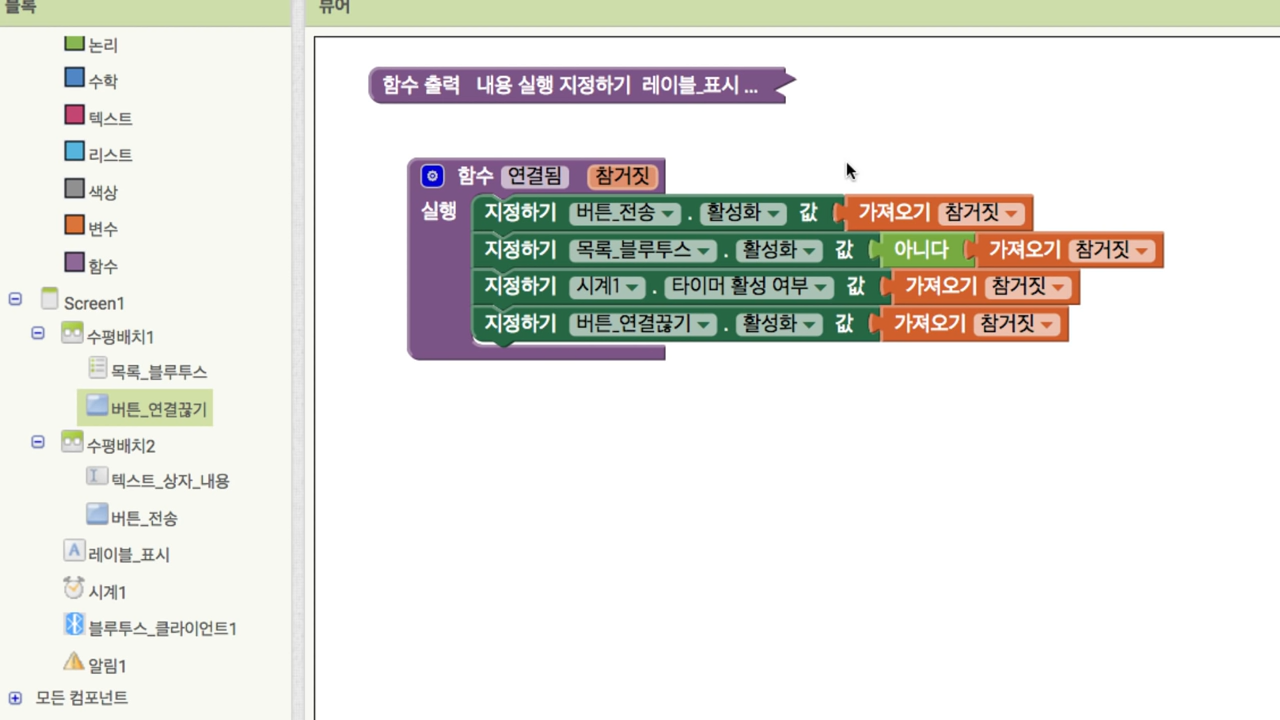 블록
뷰어
논리
수학
텍스트
리스트
색상
변수
함수
Screen1
수평배치1
목록_블루투스
버튼_연결끊기
수평배치2
텍스트_상자_내용
버튼_전송
레이블_표시
시계1
블루투스_클라이언트1
알림1
모든 컴포넌트
함수 출력 내용 실행 지정하기 레이블_표시 ...
함수 연결됨 참거짓
실행 지정하기 버튼_전송 . 활성화 값 가져오기 참거짓
지정하기 목록_블루투스 . 활성화 값 아니다 가져오기 참거짓
지정하기 시계1 . 타이머 활성 여부 값 가져오기 참거짓
지정하기 버튼_연결끊기 . 활성화 값 가져오기 참거짓